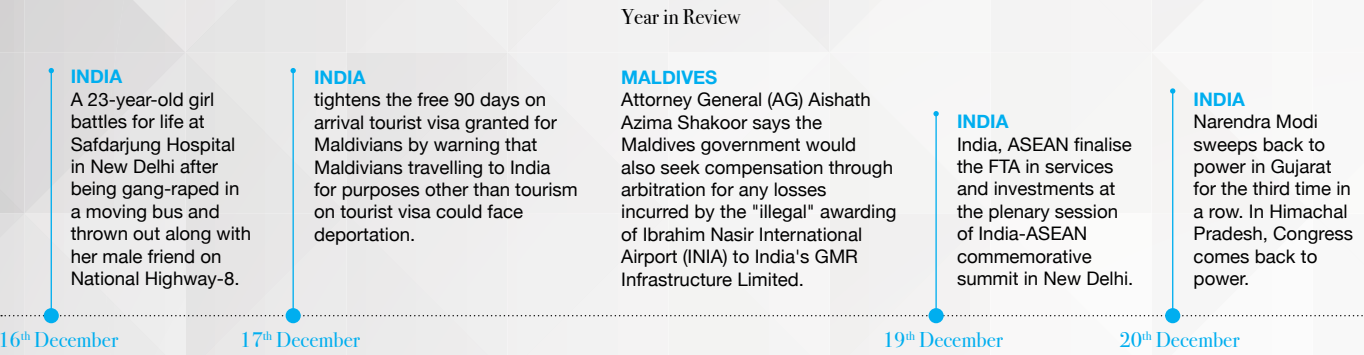 Year in Review
INDIA
A 23-year-old girl
battles for life at
Safdarjung Hospital
in New Delhi after
being gang-raped in
a moving bus and
thrown out along with
her male friend on
National Highway-8.
16th December
INDIA
tightens the free 90 days on
arrival tourist visa granted for
Maldivians by warning that
Maldivians travelling to India
for purposes other than tourism
on tourist visa could face
deportation.
17th December
MALDIVES
Attorney General (AG) Aishath
Azima Shakoor says the
Maldives government would
also seek compensation through
arbitration for any losses
incurred by the "illegal" awarding
of Ibrahim Nasir International
Airport (INIA) to India's GMR
Infrastructure Limited.
INDIA
India, ASEAN finalise
the FTA in services
and investments at
the plenary session
of India-ASEAN
commemorative
summit in New Delhi.
19th December
INDIA
Narendra Modi
sweeps back to
power in Gujarat
for the third time in
a row. In Himachal
Pradesh, Congress
comes back to
power.
20th December